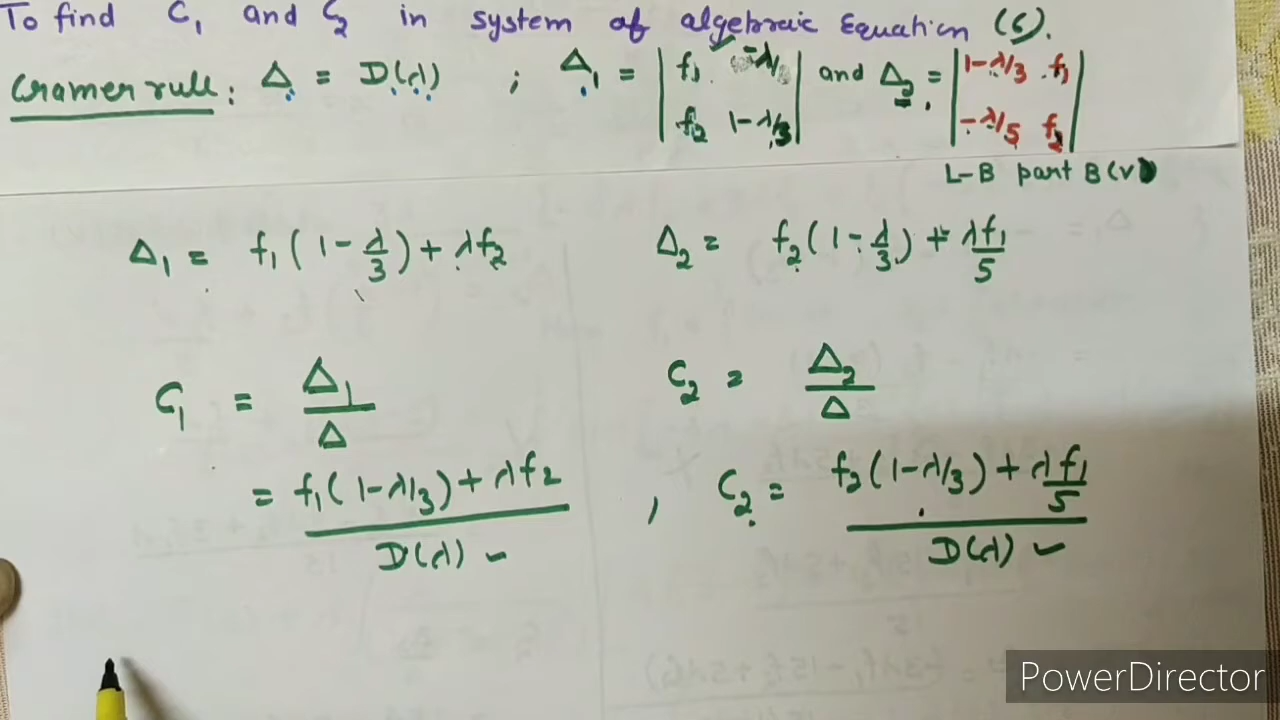 To find C₁ and C₂ in system of algebraic Equation (6).
Cramer rule: Δ = D(λ) ; Δ₁ = | f₁ -λ | and Δ₂ = | 1-λ/3 f₁ |
| f₂ 1-λ/3 | | -λ/5 f₂ |
L-B part B(v)
Δ₁ = f₁(1-λ/3)+λf₂ Δ₂ = f₂(1-λ/3)+λf₁/5
C₁ = Δ₁/Δ C₂ = Δ₂/Δ
= f₁(1-λ/3)+λf₂ / D(λ) , C₂ = f₂(1-λ/3)+λf₁/5 / D(λ)
PowerDirector